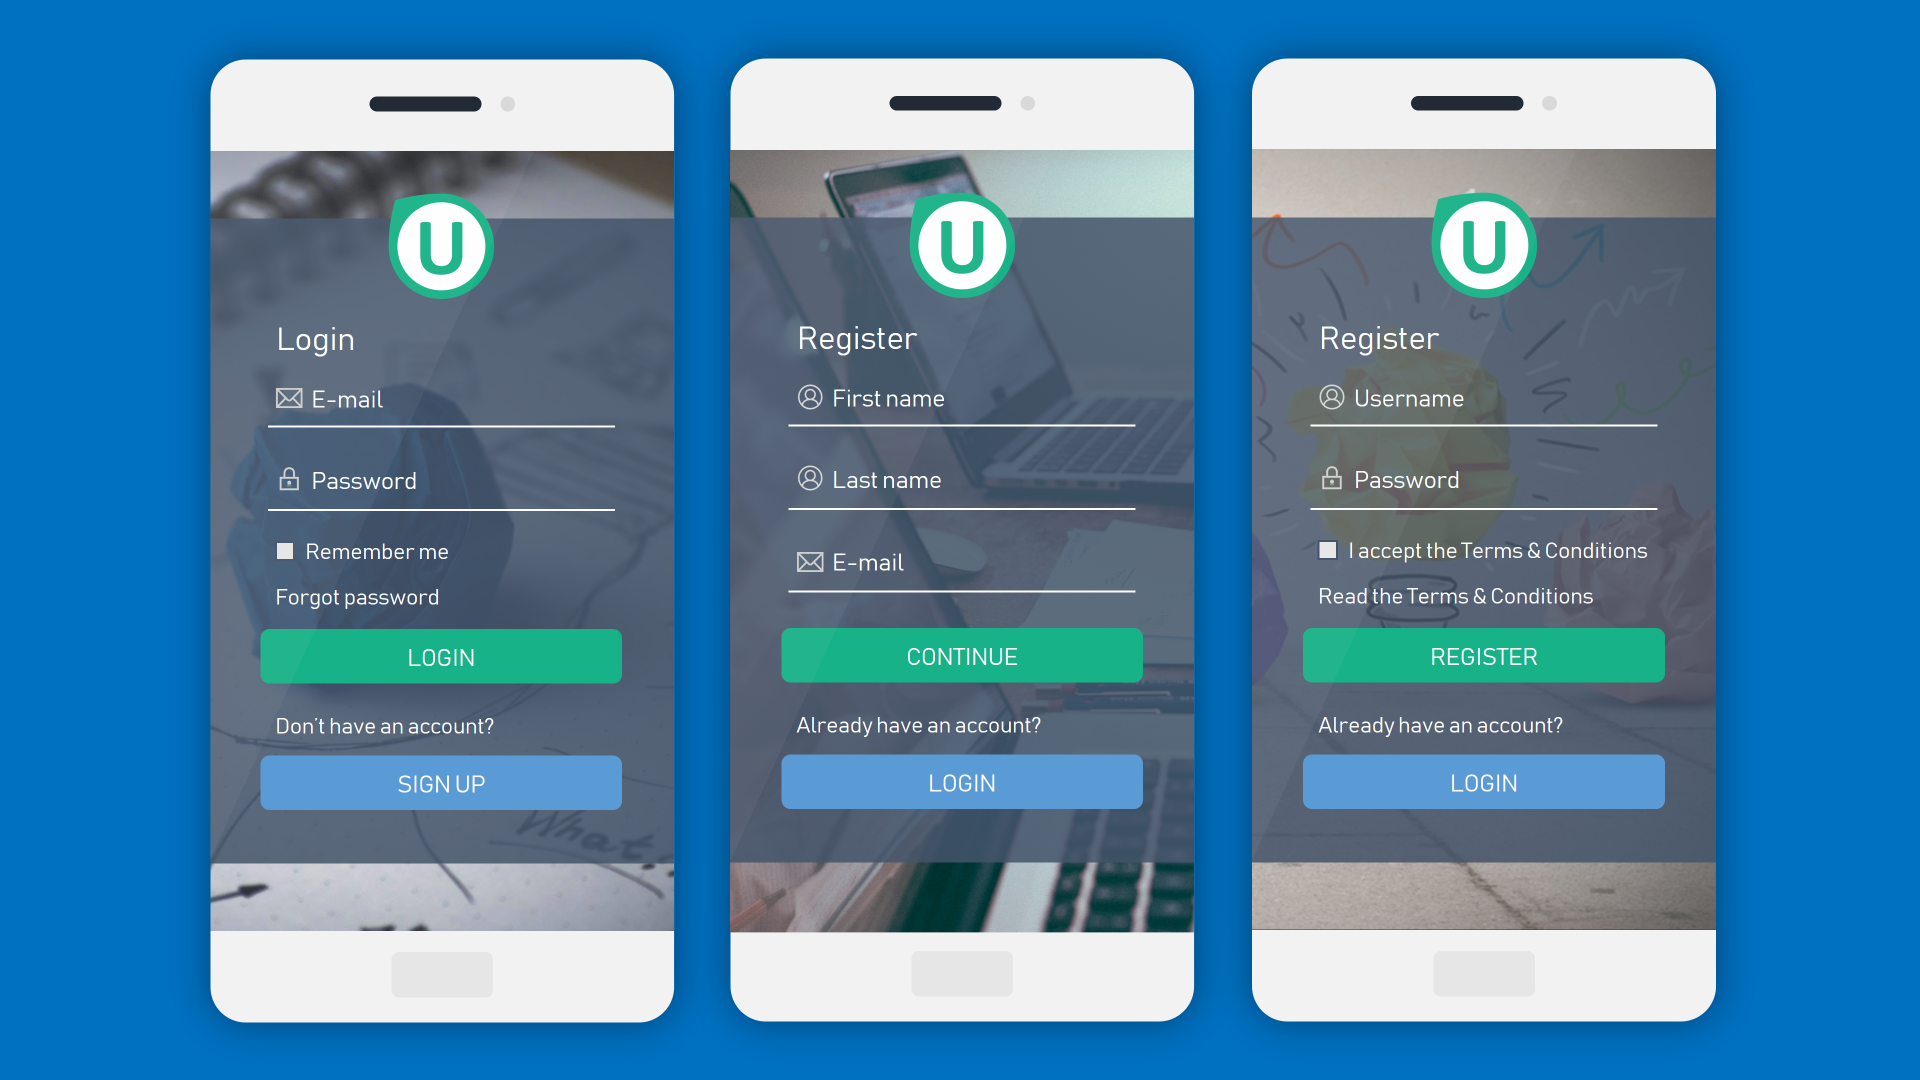 U
Login
E-mail
Password
Remember me
Forgot password
LOGIN
Don't have an account?
SIGN UP
What..?
U
Register
First name
Last name
E-mail
CONTINUE
Already have an account?
LOGIN
U
Register
Username
Password
I accept the Terms & Conditions
Read the Terms & Conditions
REGISTER
Already have an account?
LOGIN